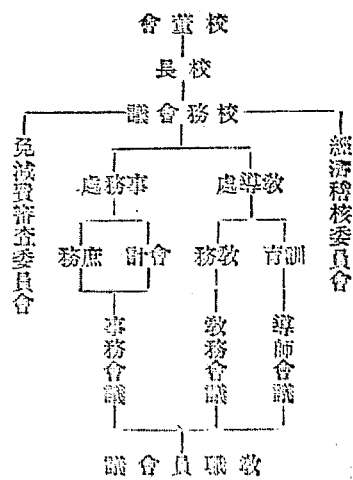 校董會
校長
校務會議
經濟稽核委員會
免減費審查委員會
教導處
事務處
訓育
教務
會計
庶務
導師會議
教務會議
事務會議
教職員會議